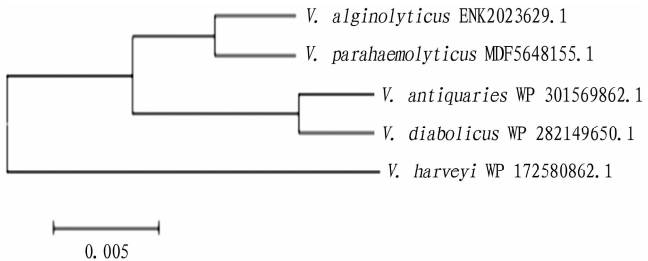 V. alginolyticus ENK2023629.1
V. parahaemolyticus MDF5648155.1
V. antiquaries WP 301569862.1
V. diabolicus WP 282149650.1
V. harveyi WP 172580862.1
0.005